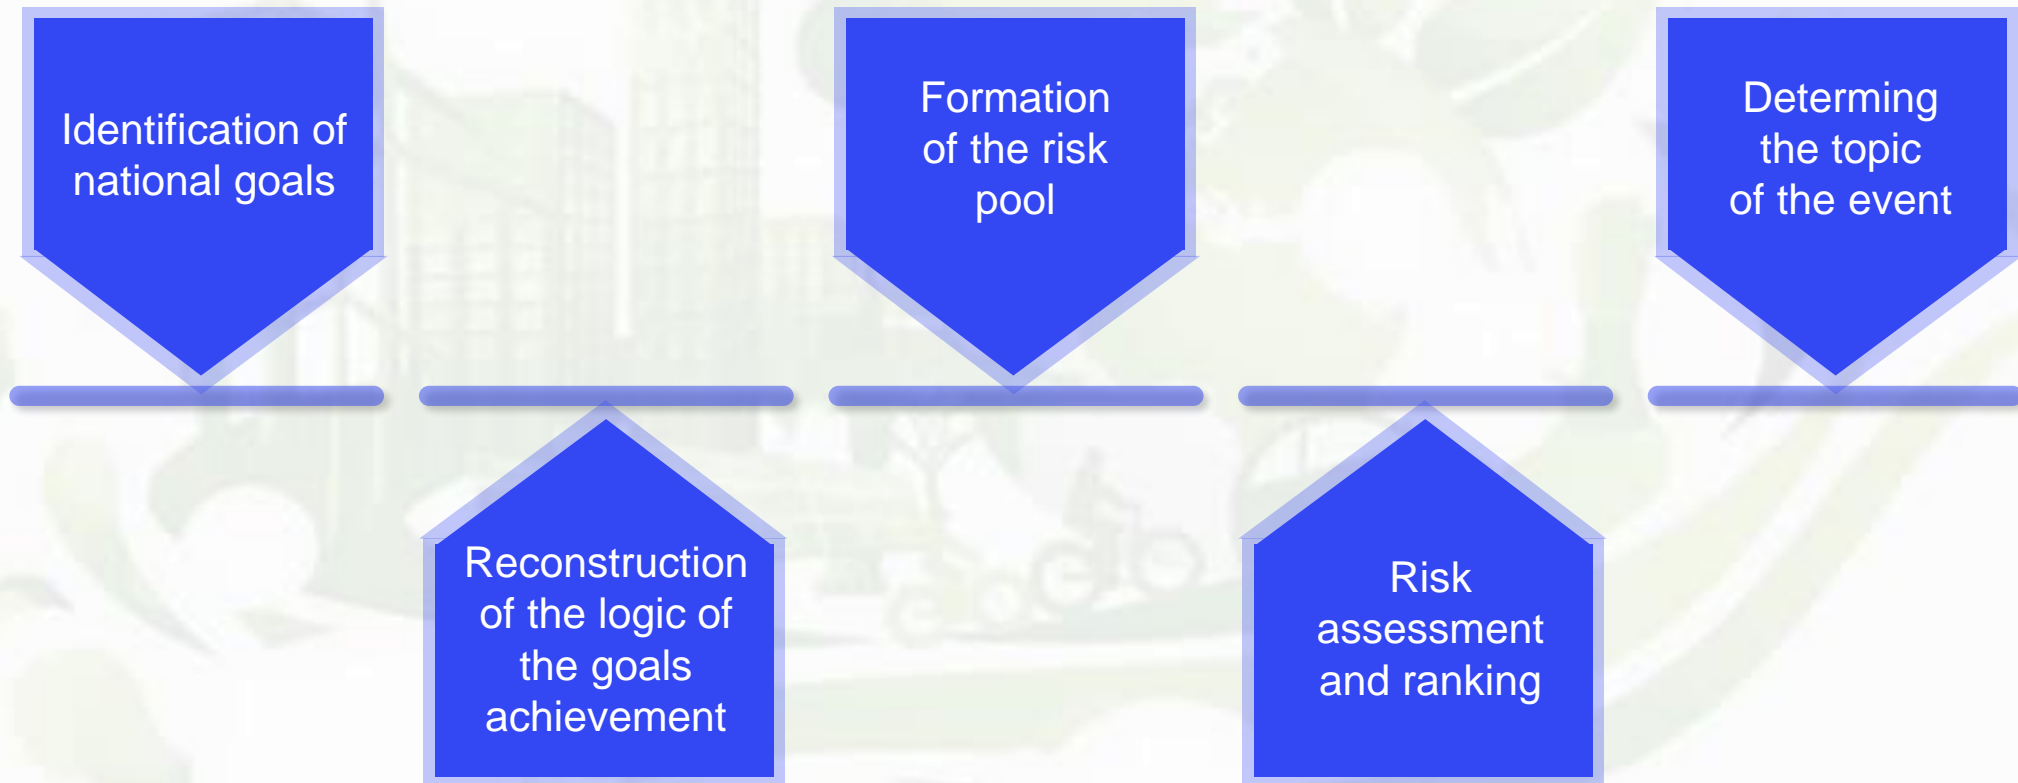 Identification of
national goals
Reconstruction
of the logic of
the goals
achievement
Formation
of the risk
pool
Risk
assessment
and ranking
Determing
the topic
of the event